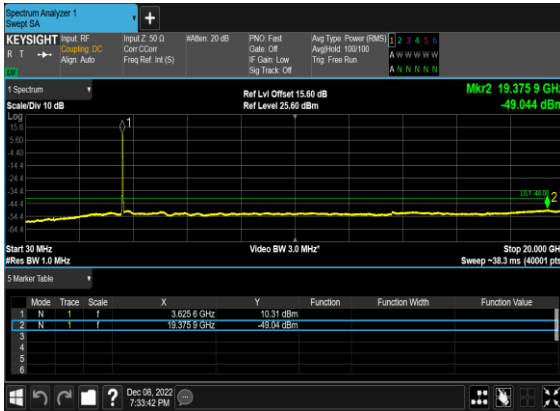 Spectrum Analyzer 1
Swept SA
KEYSIGHT Input: RF Input Z: 50 Ω #Atten: 20 dB PNO: Fast Avg Type: Power (RMS) 1 2 3 4 5 6
R T Coupling: DC Corr CCorr Gate: Off Avg|Hold: 100/100 A W W W W W
Align: Auto Freq Ref: Int (S) IF Gain: Low Trig: Free Run
Sig Track: Off A N N N N N
1 Spectrum Ref Lvl Offset 15.60 dB Mkr2 19.375 9 GHz
Scale/Div 10 dB Ref Level 25.60 dBm -49.044 dBm
Log
15.6
5.60
-4.40
-14.4
-24.4
-34.4
-44.4
-54.4
-64.4
1
2
Start 30 MHz Video BW 3.0 MHz* Stop 20.000 GHz
#Res BW 1.0 MHz Sweep ~38.3 ms (40001 pts)
5 Marker Table
Mode Trace Scale X Y Function Function Width Function Value
1 N 1 f 3.625 6 GHz 10.31 dBm
2 N 1 f 19.375 9 GHz -49.04 dBm
3
4
5
6
? Dec 08, 2022
7:33:42 PM